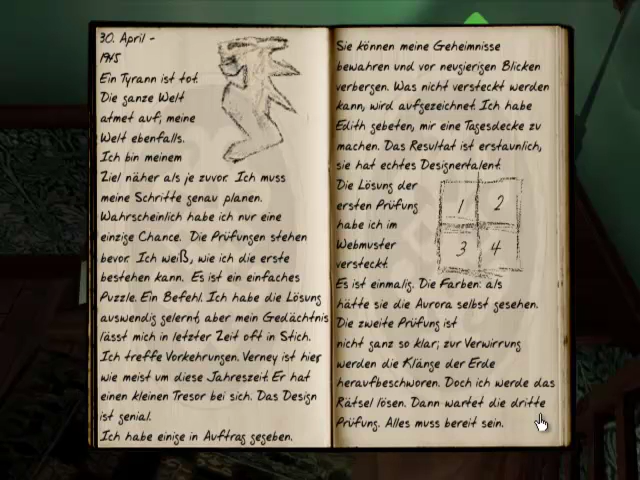 30. April -
1945
Ein Tyrann ist tot.
Die ganze Welt
atmet auf, meine
Welt ebenfalls.
Ich bin meinem
Ziel näher als je zuvor. Ich muss
meine Schritte genau planen.
Wahrscheinlich habe ich nur eine
einzige Chance. Die Prüfungen stehen
bevor. Ich weiß, wie ich die erste
bestehen kann. Es ist ein einfaches
Puzzle. Ein Befehl. Ich habe die Lösung
auswendig gelernt, aber mein Gedächtnis
lässt mich in letzter Zeit oft in Stich.
Ich treffe Vorkehrungen. Verney ist hier,
wie meist um diese Jahreszeit. Er hat
einen kleinen Tresor bei sich. Das Design
ist genial.
Ich habe einige in Auftrag gegeben.
Sie können meine Geheimnisse
bewahren und vor neugierigen Blicken
verbergen. Was nicht versteckt werden
kann, wird aufgezeichnet. Ich habe
Edith gebeten, mir eine Tagesdecke zu
machen. Das Resultat ist erstaunlich,
sie hat echtes Designertalent.
Die Lösung der
ersten Prüfung
habe ich im
Webmuster
versteckt.
1 2
3 4
Es ist einmalig. Die Farben: als
hätte sie die Aurora selbst gesehen.
Die zweite Prüfung ist
nicht ganz so klar; zur Verwirrung
werden die Klänge der Erde
heraufbeschworen. Doch ich werde das
Rätsel lösen. Dann wartet die dritte
Prüfung. Alles muss bereit sein.